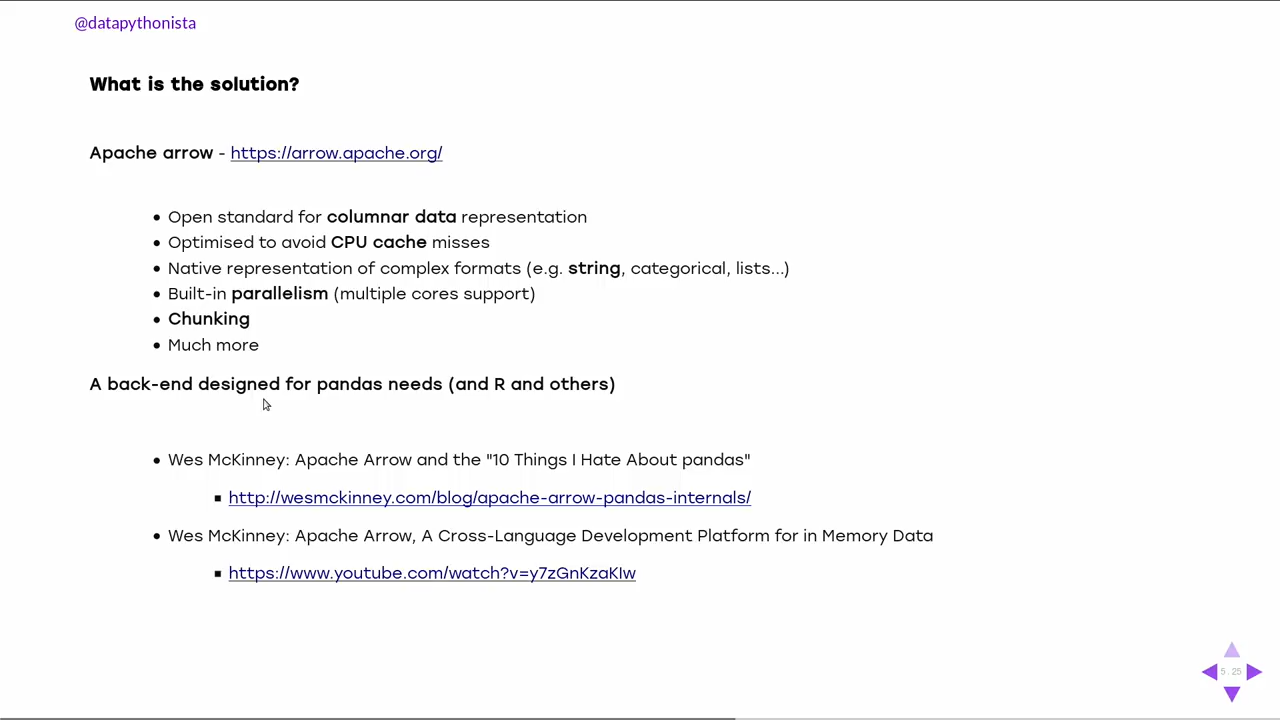 @datapythonista
What is the solution?
Apache arrow - https://arrow.apache.org/
• Open standard for columnar data representation
• Optimised to avoid CPU cache misses
• Native representation of complex formats (e.g. string, categorical, lists...)
• Built-in parallelism (multiple cores support)
• Chunking
• Much more
A back-end designed for pandas needs (and R and others)
• Wes McKinney: Apache Arrow and the "10 Things I Hate About pandas"
▪ http://wesmckinney.com/blog/apache-arrow-pandas-internals/
• Wes McKinney: Apache Arrow, A Cross-Language Development Platform for in Memory Data
▪ https://www.youtube.com/watch?v=y7zGnKzaKIw
5.25